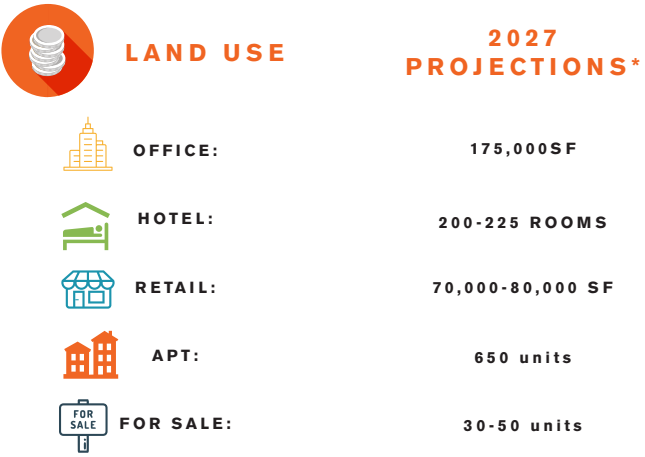 LAND USE
2027
PROJECTIONS*
OFFICE:
175,000SF
HOTEL:
200-225 ROOMS
RETAIL:
70,000-80,000 SF
APT:
650 units
FOR
SALE
FOR SALE:
30-50 units